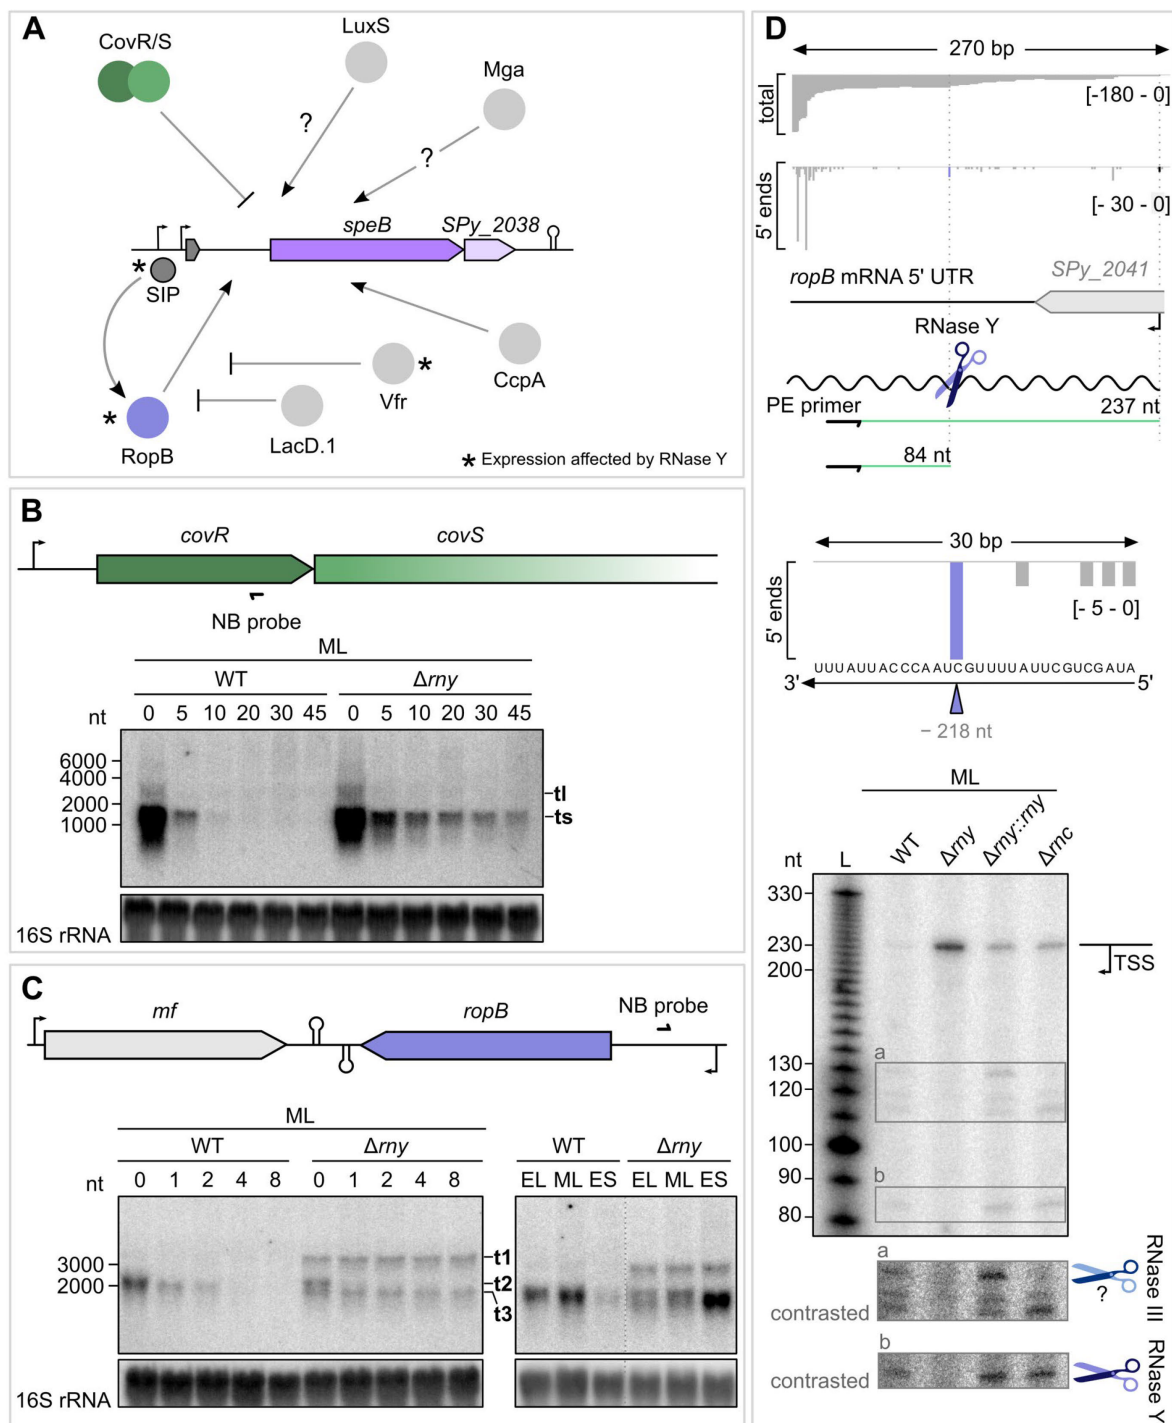 A
CovR/S
LuxS
Mga
?
?
speB
SPy_2038
*
SIP
*
RopB
LacD.1
Vfr
*
CcpA
* Expression affected by RNase Y
B
covR
covS
NB probe
ML
WT
Δrny
nt
0 5 10 20 30 45 0 5 10 20 30 45
6000
4000
2000
1000
tl
ts
16S rRNA
C
mf
ropB
NB probe
ML
WT
Δrny
WT
Δrny
nt
0 1 2 4 8 0 1 2 4 8
EL ML ES EL ML ES
3000
2000
t1
t2
t3
16S rRNA
D
270 bp
total
[-180 - 0]
5' ends
[- 30 - 0]
ropB mRNA 5' UTR
SPy_2041
RNase Y
PE primer
237 nt
84 nt
30 bp
5' ends
[- 5 - 0]
UUUAUUACCCAAUCGUUUUAUUCGUCGAUA
3'
5'
− 218 nt
ML
nt
L
WT
Δrny
Δrny::rny
Δrnc
330
230
200
130
120
100
90
80
TSS
a
b
a
contrasted
?
RNase III
b
contrasted
RNase Y